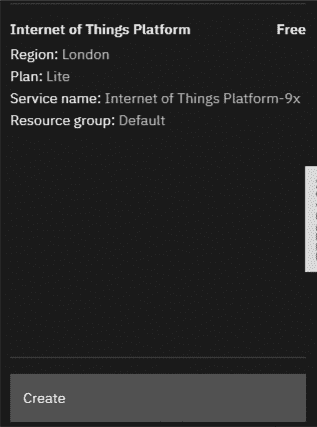 Internet of Things Platform Free
Region: London
Plan: Lite
Service name: Internet of Things Platform-9x
Resource group: Default
Create